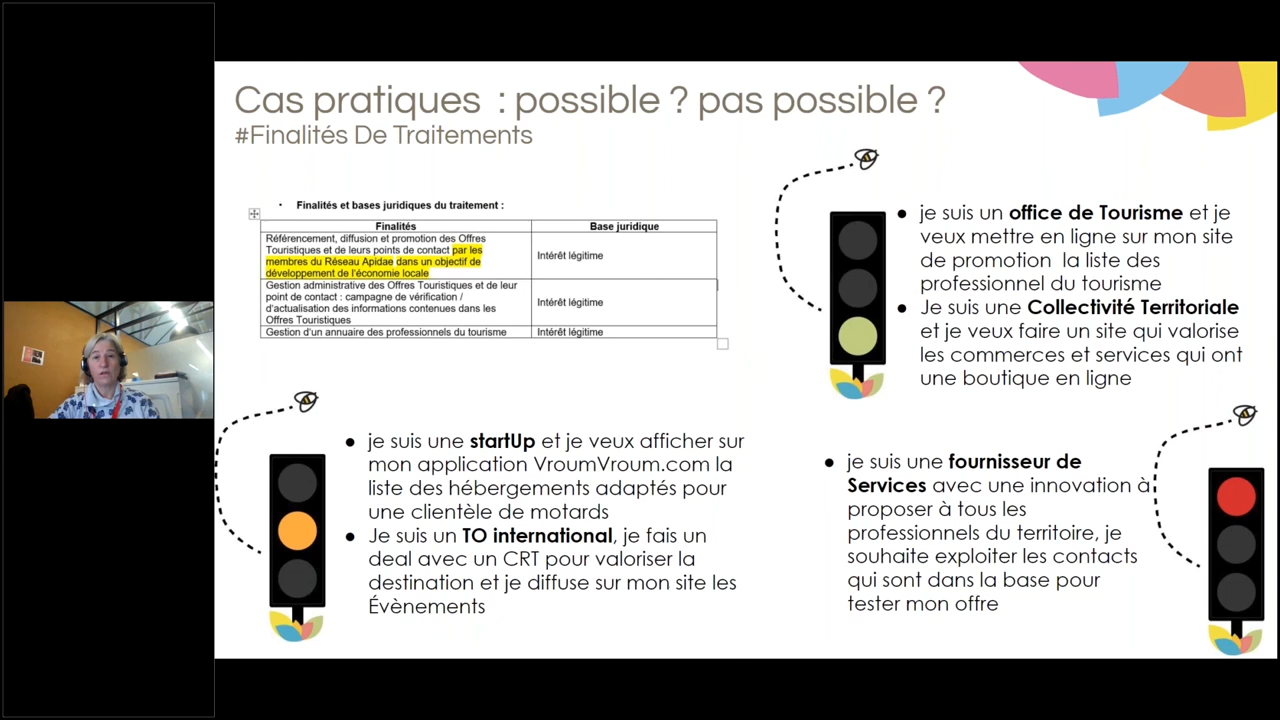 Cas pratiques : possible ? pas possible ?
#Finalités De Traitements
• Finalités et bases juridiques du traitement :
Finalités
Base juridique
Référencement, diffusion et promotion des Offres
Touristiques et de leurs points de contact par les
membres du Réseau Apidae dans un objectif de
développement de l'économie locale
Intérêt légitime
Gestion administrative des Offres Touristiques et de leur
point de contact : campagne de vérification /
d'actualisation des informations contenues dans les
Offres Touristiques
Intérêt légitime
Gestion d'un annuaire des professionnels du tourisme
Intérêt légitime
● je suis un office de Tourisme et je
veux mettre en ligne sur mon site
de promotion la liste des
professionnel du tourisme
● Je suis une Collectivité Territoriale
et je veux faire un site qui valorise
les commerces et services qui ont
une boutique en ligne
● je suis une startUp et je veux afficher sur
mon application VroumVroum.com la
liste des hébergements adaptés pour
une clientèle de motards
● Je suis un TO international, je fais un
deal avec un CRT pour valoriser la
destination et je diffuse sur mon site les
Évènements
● je suis une fournisseur de
Services avec une innovation à
proposer à tous les
professionnels du territoire, je
souhaite exploiter les contacts
qui sont dans la base pour
tester mon offre